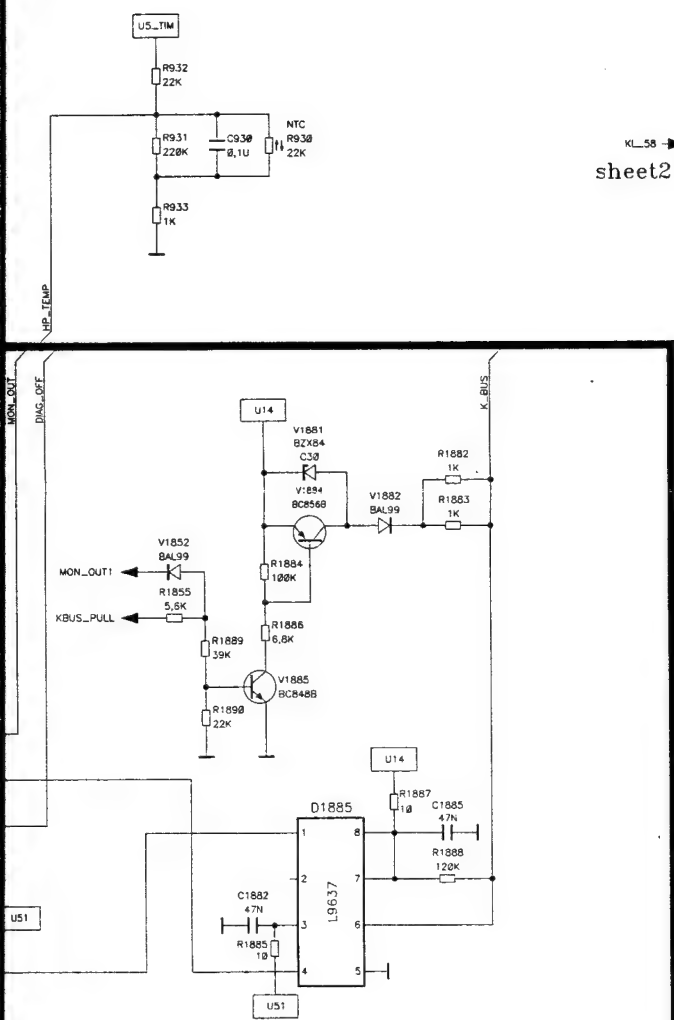 U5_TIM
R932
22K
R931
220K
C930
0,1U
NTC
R930
22K
R933
1K
KL_58
sheet2
HP_TEMP
MON_OUT
DIAG_OFF
K_BUS
U14
V1881
BZX84
C30
V1884
BC856B
V1882
BAL99
R1882
1K
R1883
1K
V1852
BAL99
MON_OUT1
R1855
5,6K
KBUS_PULL
R1884
100K
R1886
6,8K
R1889
39K
V1885
BC848B
R1890
22K
U14
R1887
10
D1885
C1885
47N
R1888
120K
1
8
2
7
L9637
3
6
4
5
C1882
47N
R1885
10
U51
U51